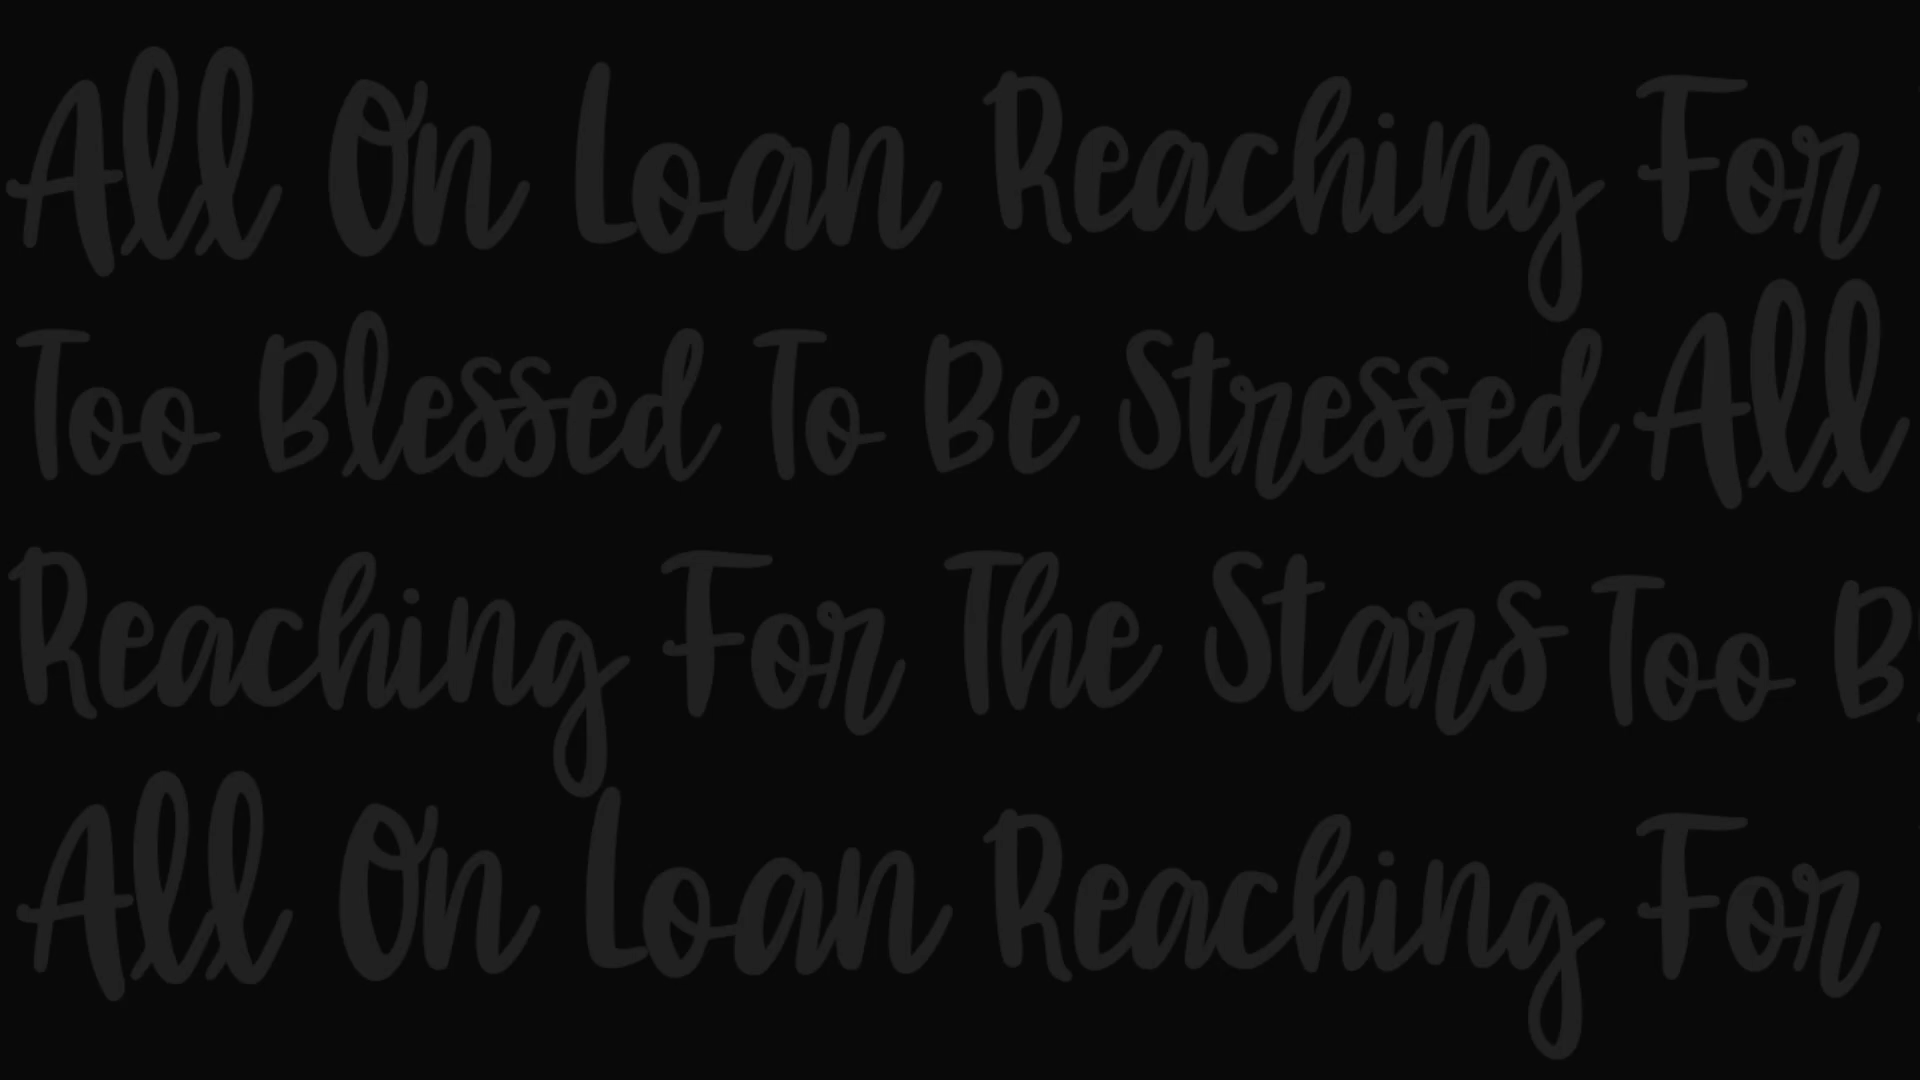 All On Loan Reaching For
Too Blessed To Be Stressed All
Reaching For The Stars Too B
All On Loan Reaching For